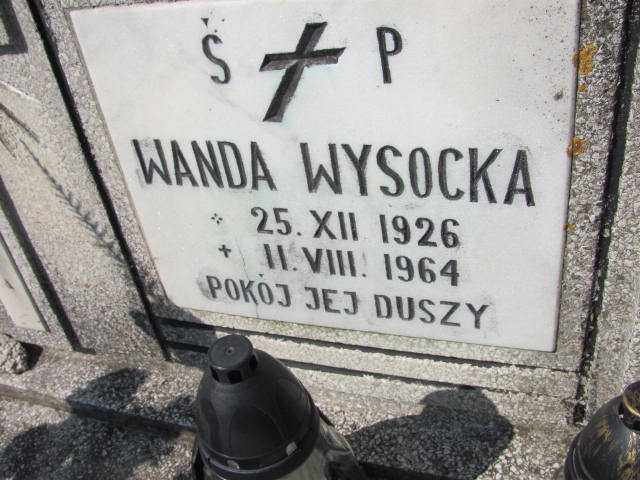 Ś P
WANDA WYSOCKA
25. XII 1926
+ 11. VIII. 1964
POKÓJ JEJ DUSZY